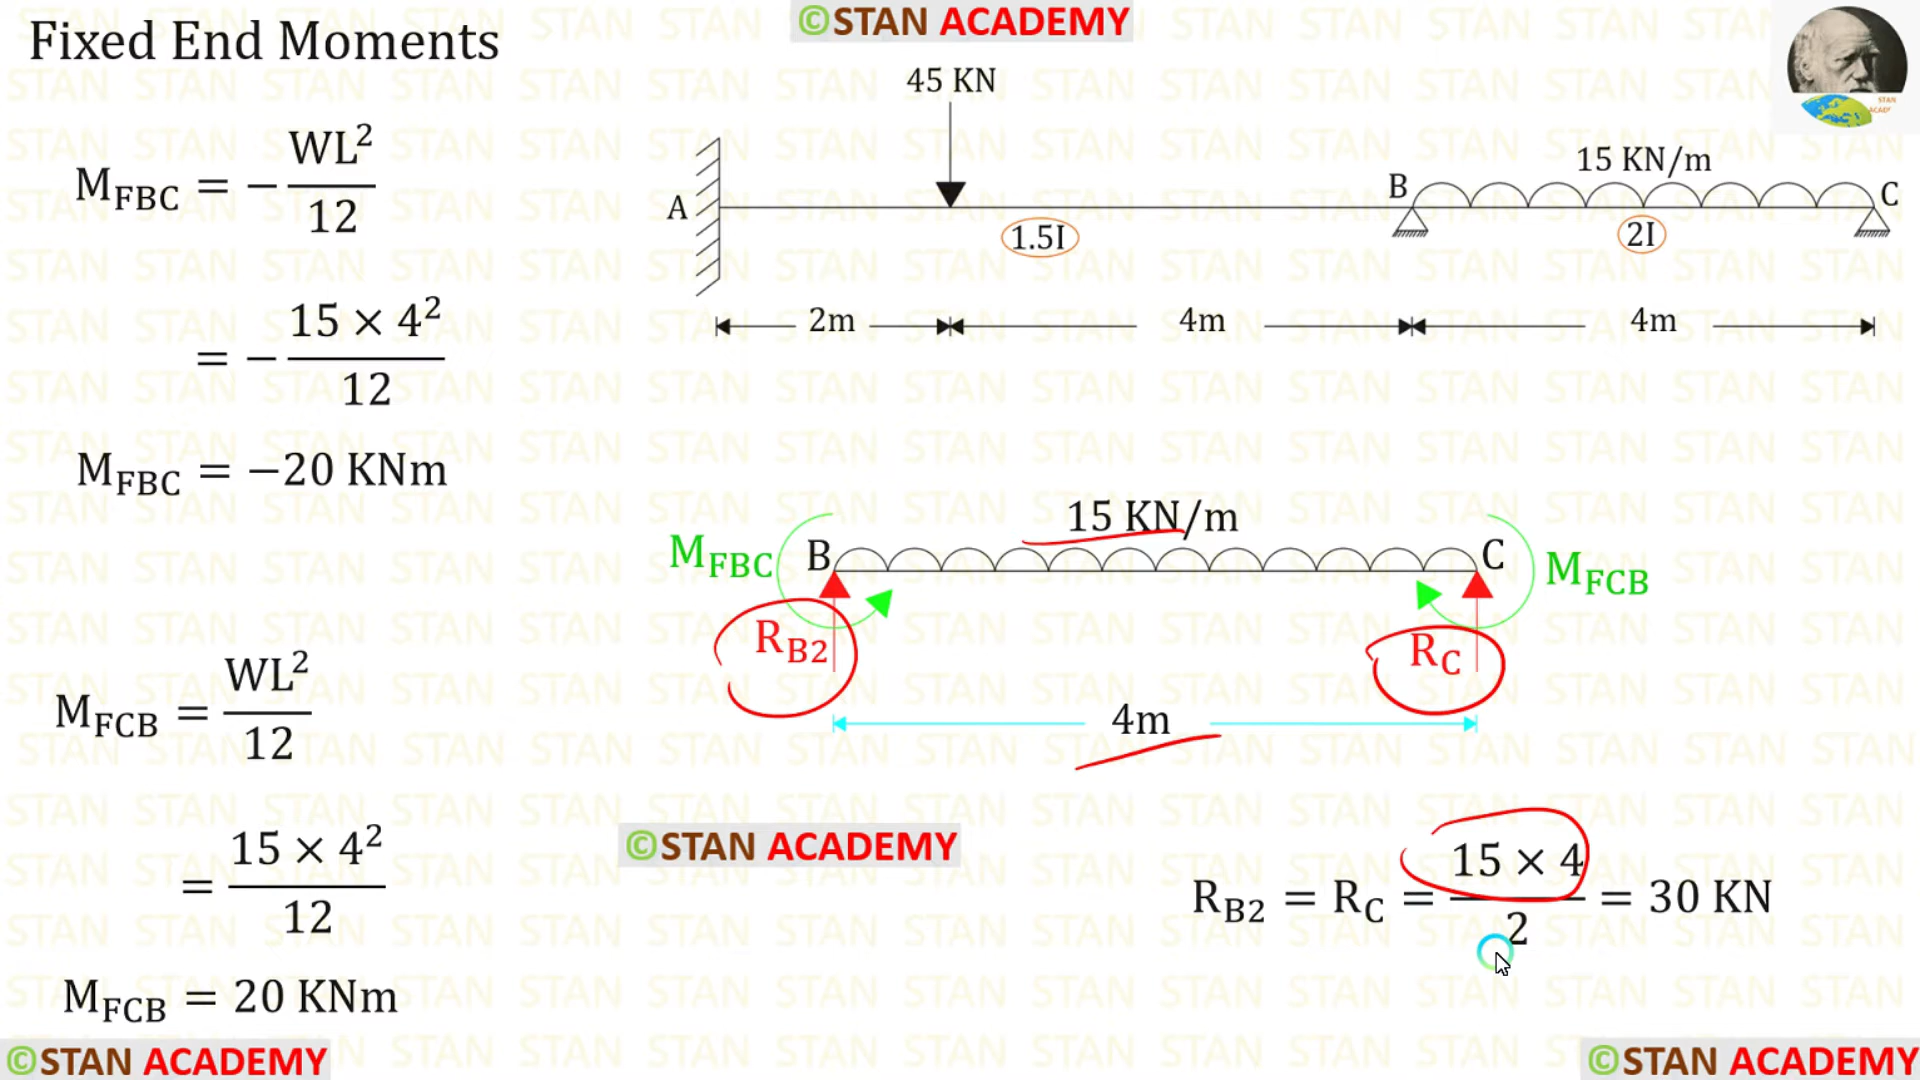 Fixed End Moments
©STAN ACADEMY
STAN
ACADY
M_FBC = − WL² / 12
= − 15 × 4² / 12
M_FBC = −20 KNm
M_FCB = WL² / 12
= 15 × 4² / 12
M_FCB = 20 KNm
45 KN
15 KN/m
A
B
C
1.5I
2I
2m
4m
4m
15 KN/m
M_FBC
B
C
M_FCB
R_B2
R_C
4m
©STAN ACADEMY
R_B2 = R_C = 15 × 4 / 2 = 30 KN
©STAN ACADEMY
©STAN ACADEMY